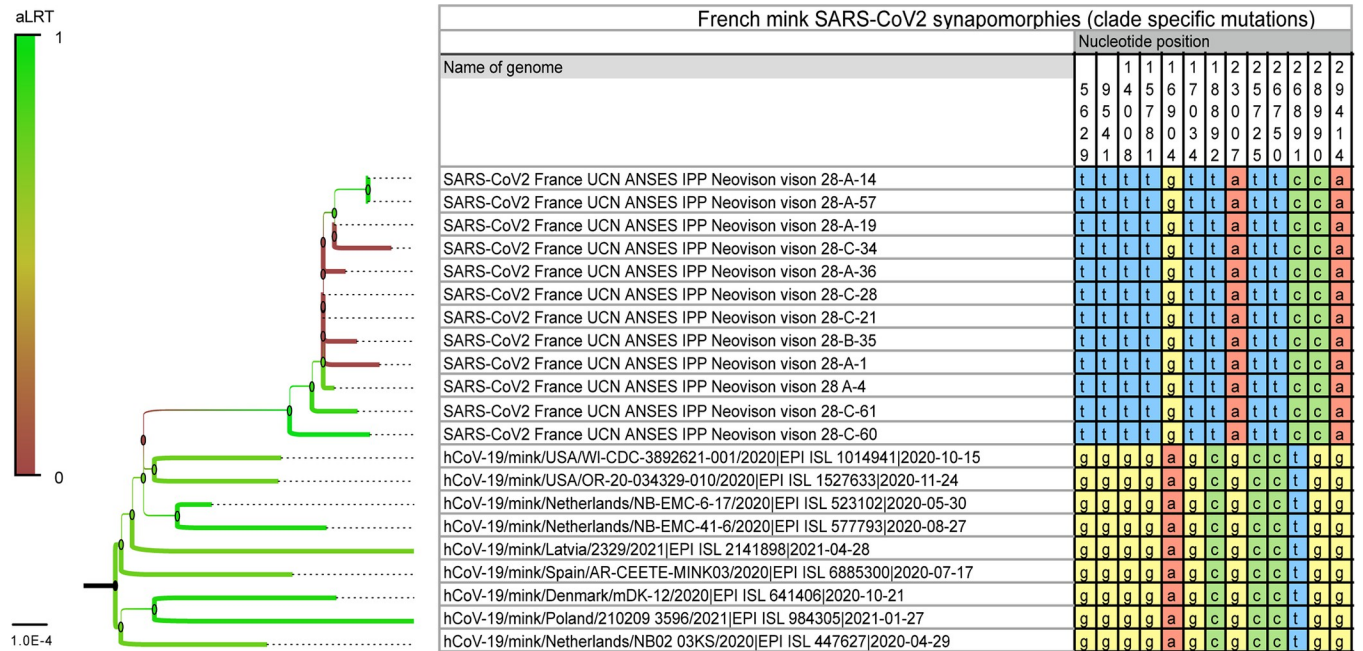 aLRT
1
0
1.0E-4
French mink SARS-CoV2 synapomorphies (clade specific mutations)
Nucleotide position
Name of genome 5629 9541 14008 15781 16904 17034 18892 23007 25725 26750 26891 28890 29414
SARS-CoV2 France UCN ANSES IPP Neovison vison 28-A-14 t t t t g t t a t t c c a
SARS-CoV2 France UCN ANSES IPP Neovison vison 28-A-57 t t t t g t t a t t c c a
SARS-CoV2 France UCN ANSES IPP Neovison vison 28-A-19 t t t t g t t a t t c c a
SARS-CoV2 France UCN ANSES IPP Neovison vison 28-C-34 t t t t g t t a t t c c a
SARS-CoV2 France UCN ANSES IPP Neovison vison 28-A-36 t t t t g t t a t t c c a
SARS-CoV2 France UCN ANSES IPP Neovison vison 28-C-28 t t t t g t t a t t c c a
SARS-CoV2 France UCN ANSES IPP Neovison vison 28-C-21 t t t t g t t a t t c c a
SARS-CoV2 France UCN ANSES IPP Neovison vison 28-B-35 t t t t g t t a t t c c a
SARS-CoV2 France UCN ANSES IPP Neovison vison 28-A-1 t t t t g t t a t t c c a
SARS-CoV2 France UCN ANSES IPP Neovison vison 28 A-4 t t t t g t t a t t c c a
SARS-CoV2 France UCN ANSES IPP Neovison vison 28-C-61 t t t t g t t a t t c c a
SARS-CoV2 France UCN ANSES IPP Neovison vison 28-C-60 t t t t g t t a t t c c a
hCoV-19/mink/USA/WI-CDC-3892621-001/2020|EPI ISL 1014941|2020-10-15 g g g g a g c g c c t g g
hCoV-19/mink/USA/OR-20-034329-010/2020|EPI ISL 1527633|2020-11-24 g g g g a g c g c c t g g
hCoV-19/mink/Netherlands/NB-EMC-6-17/2020|EPI ISL 523102|2020-05-30 g g g g a g c g c c t g g
hCoV-19/mink/Netherlands/NB-EMC-41-6/2020|EPI ISL 577793|2020-08-27 g g g g a g c g c c t g g
hCoV-19/mink/Latvia/2329/2021|EPI ISL 2141898|2021-04-28 g g g g a g c g c c t g g
hCoV-19/mink/Spain/AR-CEETE-MINK03/2020|EPI ISL 6885300|2020-07-17 g g g g a g c g c c t g g
hCoV-19/mink/Denmark/mDK-12/2020|EPI ISL 641406|2020-10-21 g g g g a g c g c c t g g
hCoV-19/mink/Poland/210209 3596/2021|EPI ISL 984305|2021-01-27 g g g g a g c g c c t g g
hCoV-19/mink/Netherlands/NB02 03KS/2020|EPI ISL 447627|2020-04-29 g g g g a g c g c c t g g